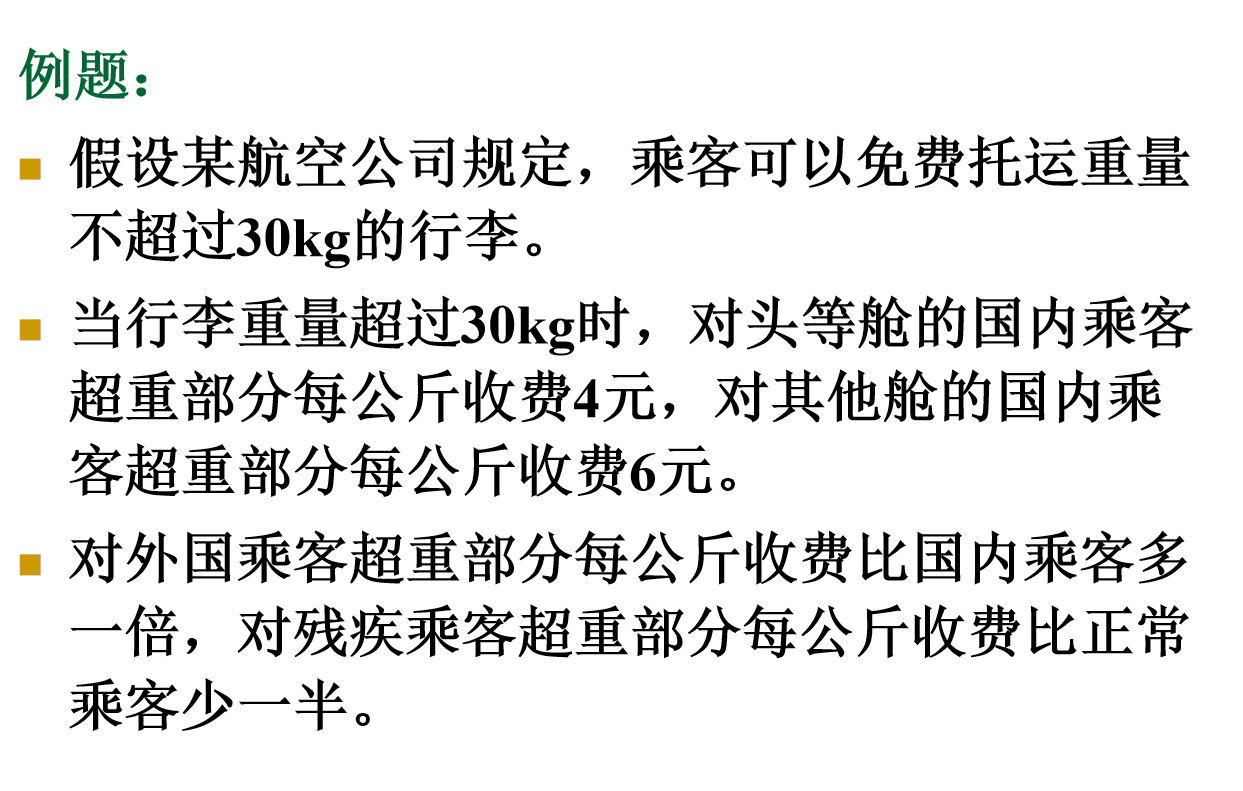 例题：
假设某航空公司规定，乘客可以免费托运重量
不超过30kg的行李。
当行李重量超过30kg时，对头等舱的国内乘客
超重部分每公斤收费4元，对其他舱的国内乘
客超重部分每公斤收费6元。
对外国乘客超重部分每公斤收费比国内乘客多
一倍，对残疾乘客超重部分每公斤收费比正常
乘客少一半。